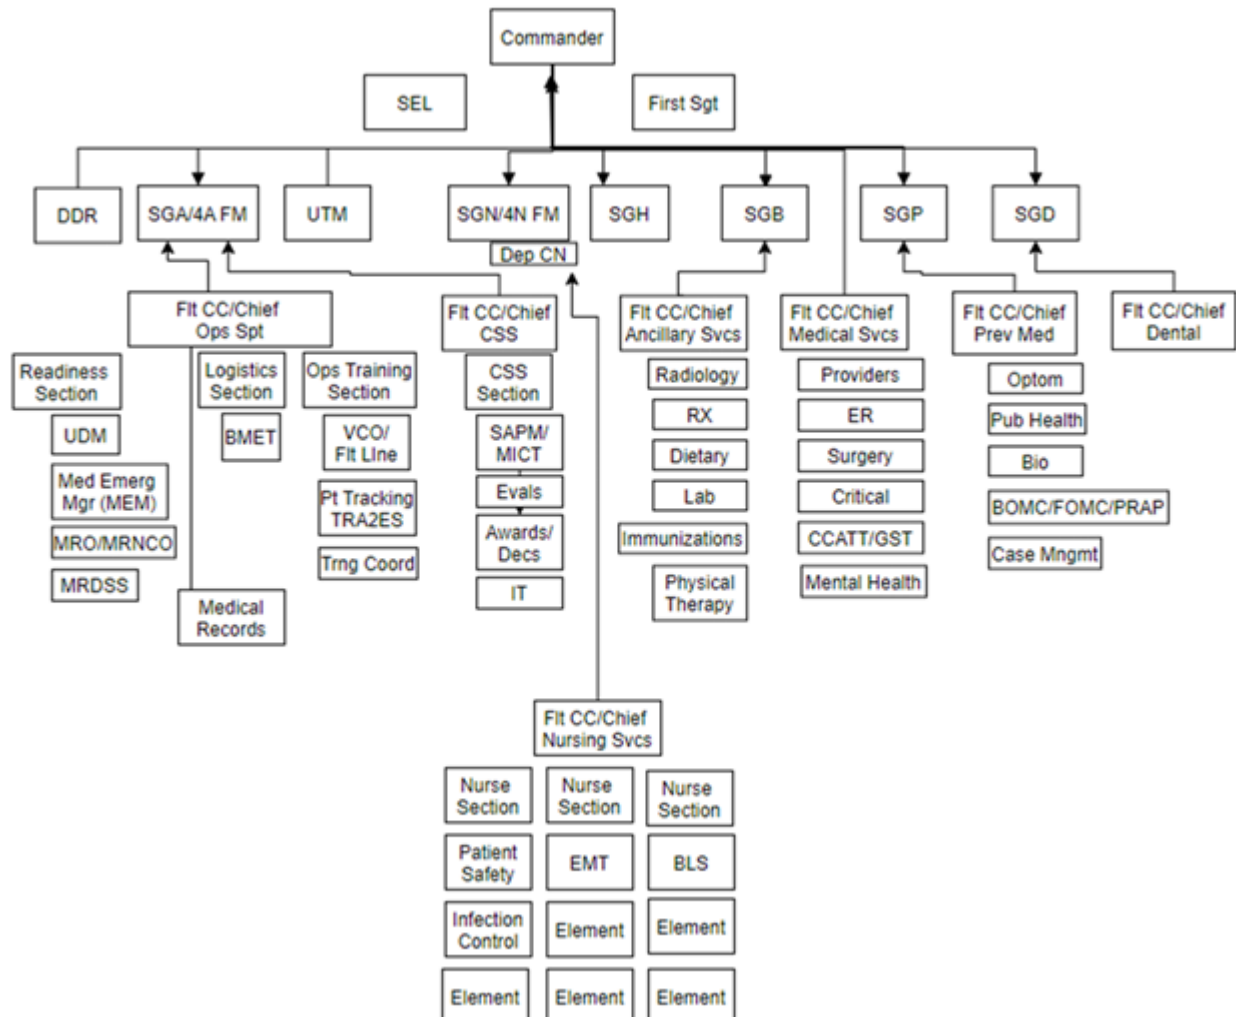 Commander
SEL
First Sgt
DDR
SGA/4A FM
UTM
SGN/4N FM
SGH
SGB
SGP
SGD
Dep CN
Flt CC/Chief
Ops Spt
Flt CC/Chief
CSS
Flt CC/Chief
Ancillary Svcs
Flt CC/Chief
Medical Svcs
Flt CC/Chief
Prev Med
Flt CC/Chief
Dental
Readiness
Section
UDM
Med Emerg
Mgr (MEM)
MRO/MRNCO
MRDSS
Logistics
Section
BMET
Medical
Records
Ops Training
Section
VCO/
Flt LIne
Pt Tracking
TRA2ES
Trng Coord
CSS
Section
SAPM/
MICT
Evals
Awards/
Decs
IT
Radiology
RX
Dietary
Lab
Immunizations
Physical
Therapy
Providers
ER
Surgery
Critical
CCATT/GST
Mental Health
Optom
Pub Health
Bio
BOMC/FOMC/PRAP
Case Mngmt
Flt CC/Chief
Nursing Svcs
Nurse
Section
Nurse
Section
Nurse
Section
Patient
Safety
EMT
BLS
Infection
Control
Element
Element
Element
Element
Element